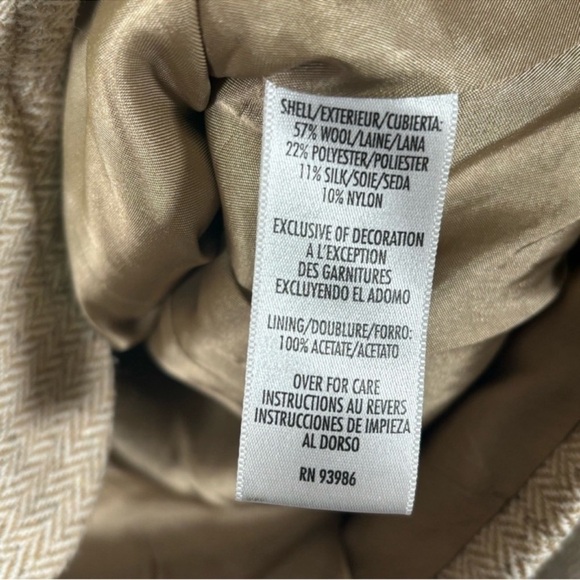 SHELL/EXTERIEUR/CUBIERTA:
57% WOOL/LAINE/LANA
22% POLYESTER/POLIESTER
11% SILK/SOIE/SEDA
10% NYLON
EXCLUSIVE OF DECORATION
A L'EXCEPTION
DES GARNITURES
EXCLUYENDO EL ADOMO
LINING/DOUBLURE/FORRO:
100% ACETATE/ACETATO
OVER FOR CARE
INSTRUCTIONS AU REVERS
INSTRUCCIONES DE IMPIEZA
AL DORSO
RN 93986